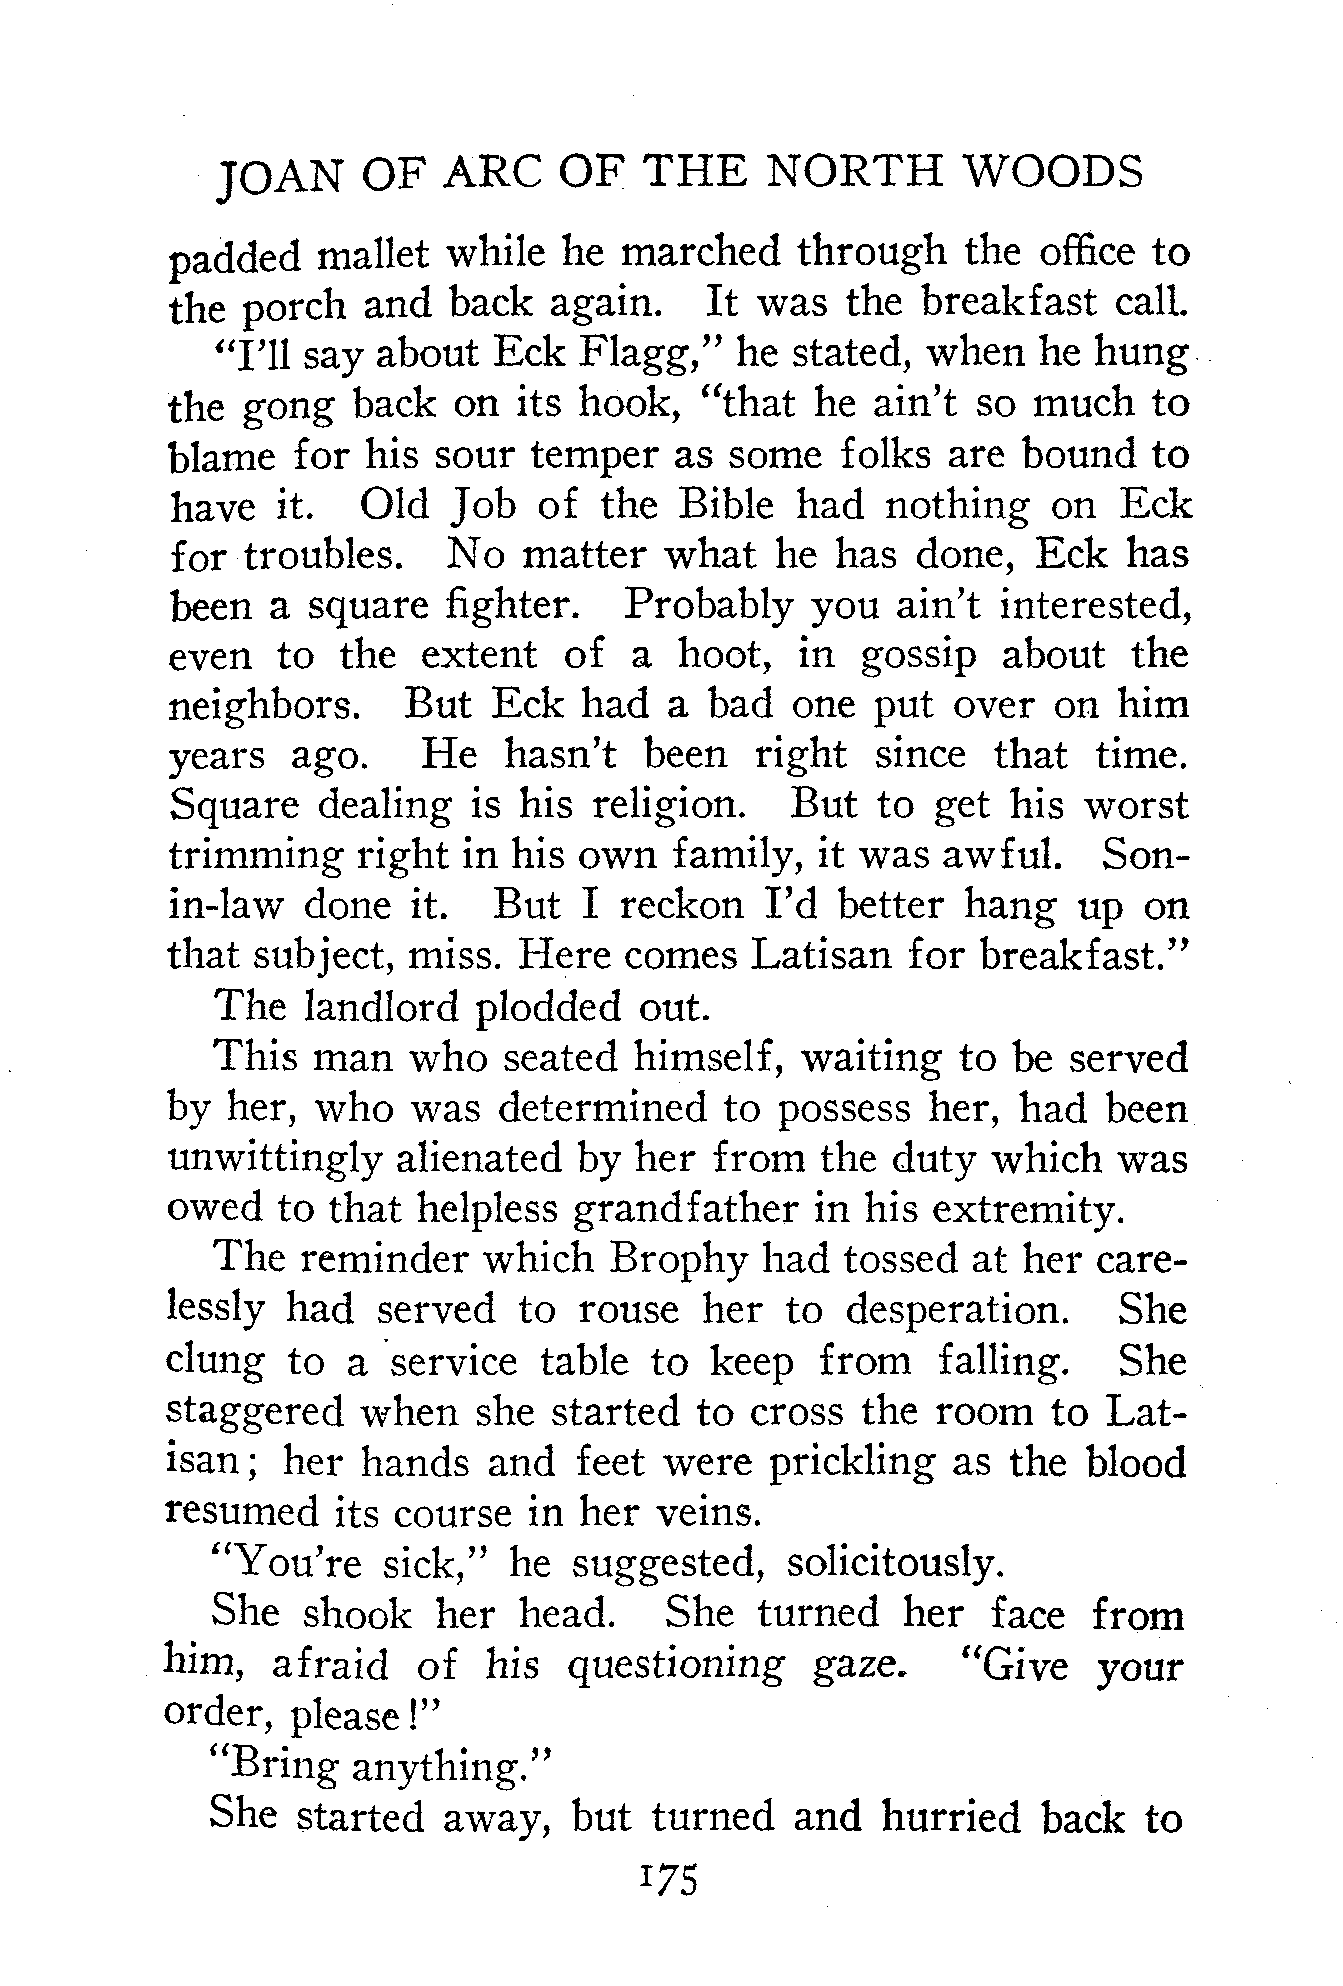 JOAN OF ARC OF THE NORTH WOODS
padded mallet while he marched through the office to
the porch and back again. It was the breakfast call.
“I’ll say about Eck Flagg,” he stated, when he hung
the gong back on its hook, “that he ain’t so much to
blame for his sour temper as some folks are bound to
have it. Old Job of the Bible had nothing on Eck
for troubles. No matter what he has done, Eck has
been a square fighter. Probably you ain’t interested,
even to the extent of a hoot, in gossip about the
neighbors. But Eck had a bad one put over on him
years ago. He hasn’t been right since that time.
Square dealing is his religion. But to get his worst
trimming right in his own family, it was awful. Son-
in-law done it. But I reckon I’d better hang up on
that subject, miss. Here comes Latisan for breakfast.”
The landlord plodded out.
This man who seated himself, waiting to be served
by her, who was determined to possess her, had been
unwittingly alienated by her from the duty which was
owed to that helpless grandfather in his extremity.
The reminder which Brophy had tossed at her care-
lessly had served to rouse her to desperation. She
clung to a service table to keep from falling. She
staggered when she started to cross the room to Lat-
isan; her hands and feet were prickling as the blood
resumed its course in her veins.
“You’re sick,” he suggested, solicitously.
She shook her head. She turned her face from
him, afraid of his questioning gaze. “Give your
order, please!”
“Bring anything.”
She started away, but turned and hurried back to
175